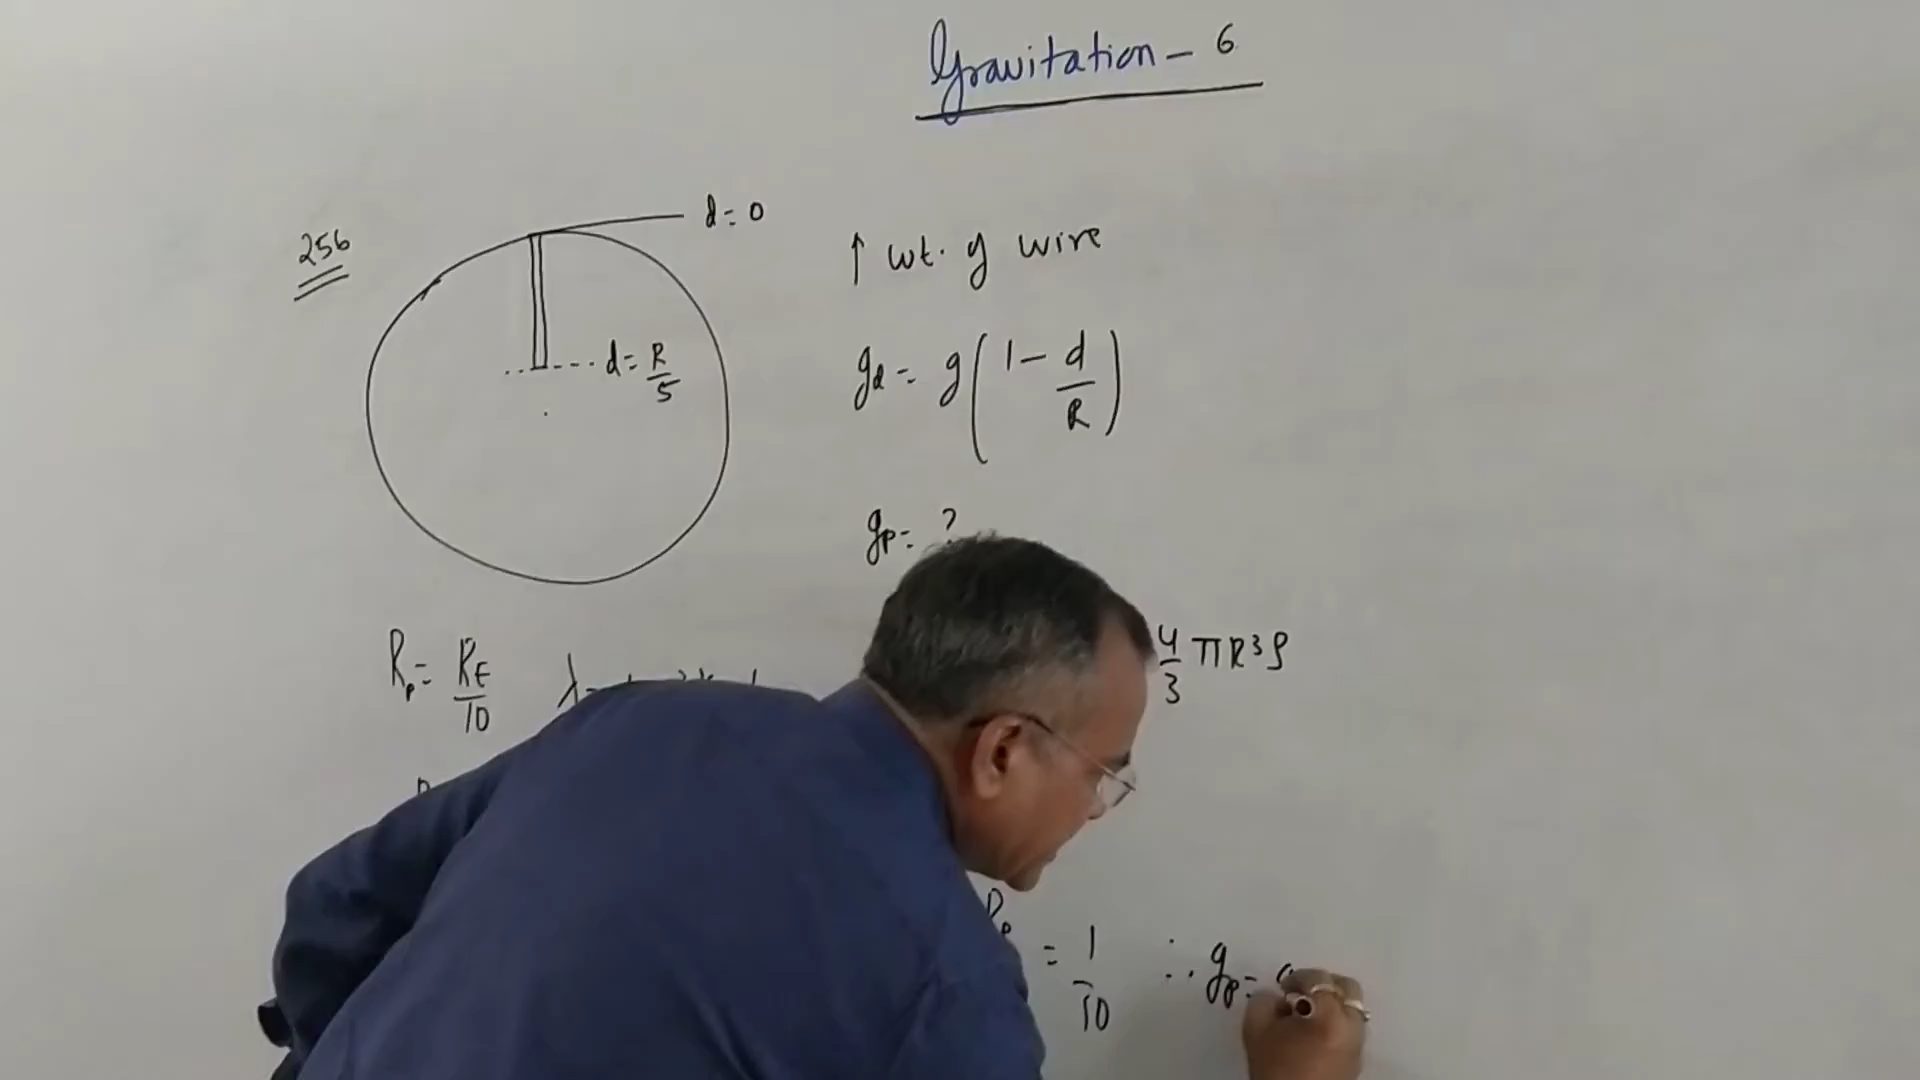 Gravitation - 6
256
d = 0
↑ wt. of wire
d = R/5
g_d = g(1 - d/R)
g_p = ?
R_p = R_E/10 λ =
4/3 πR³ρ
R_p = 1/10 ∴ g_p =